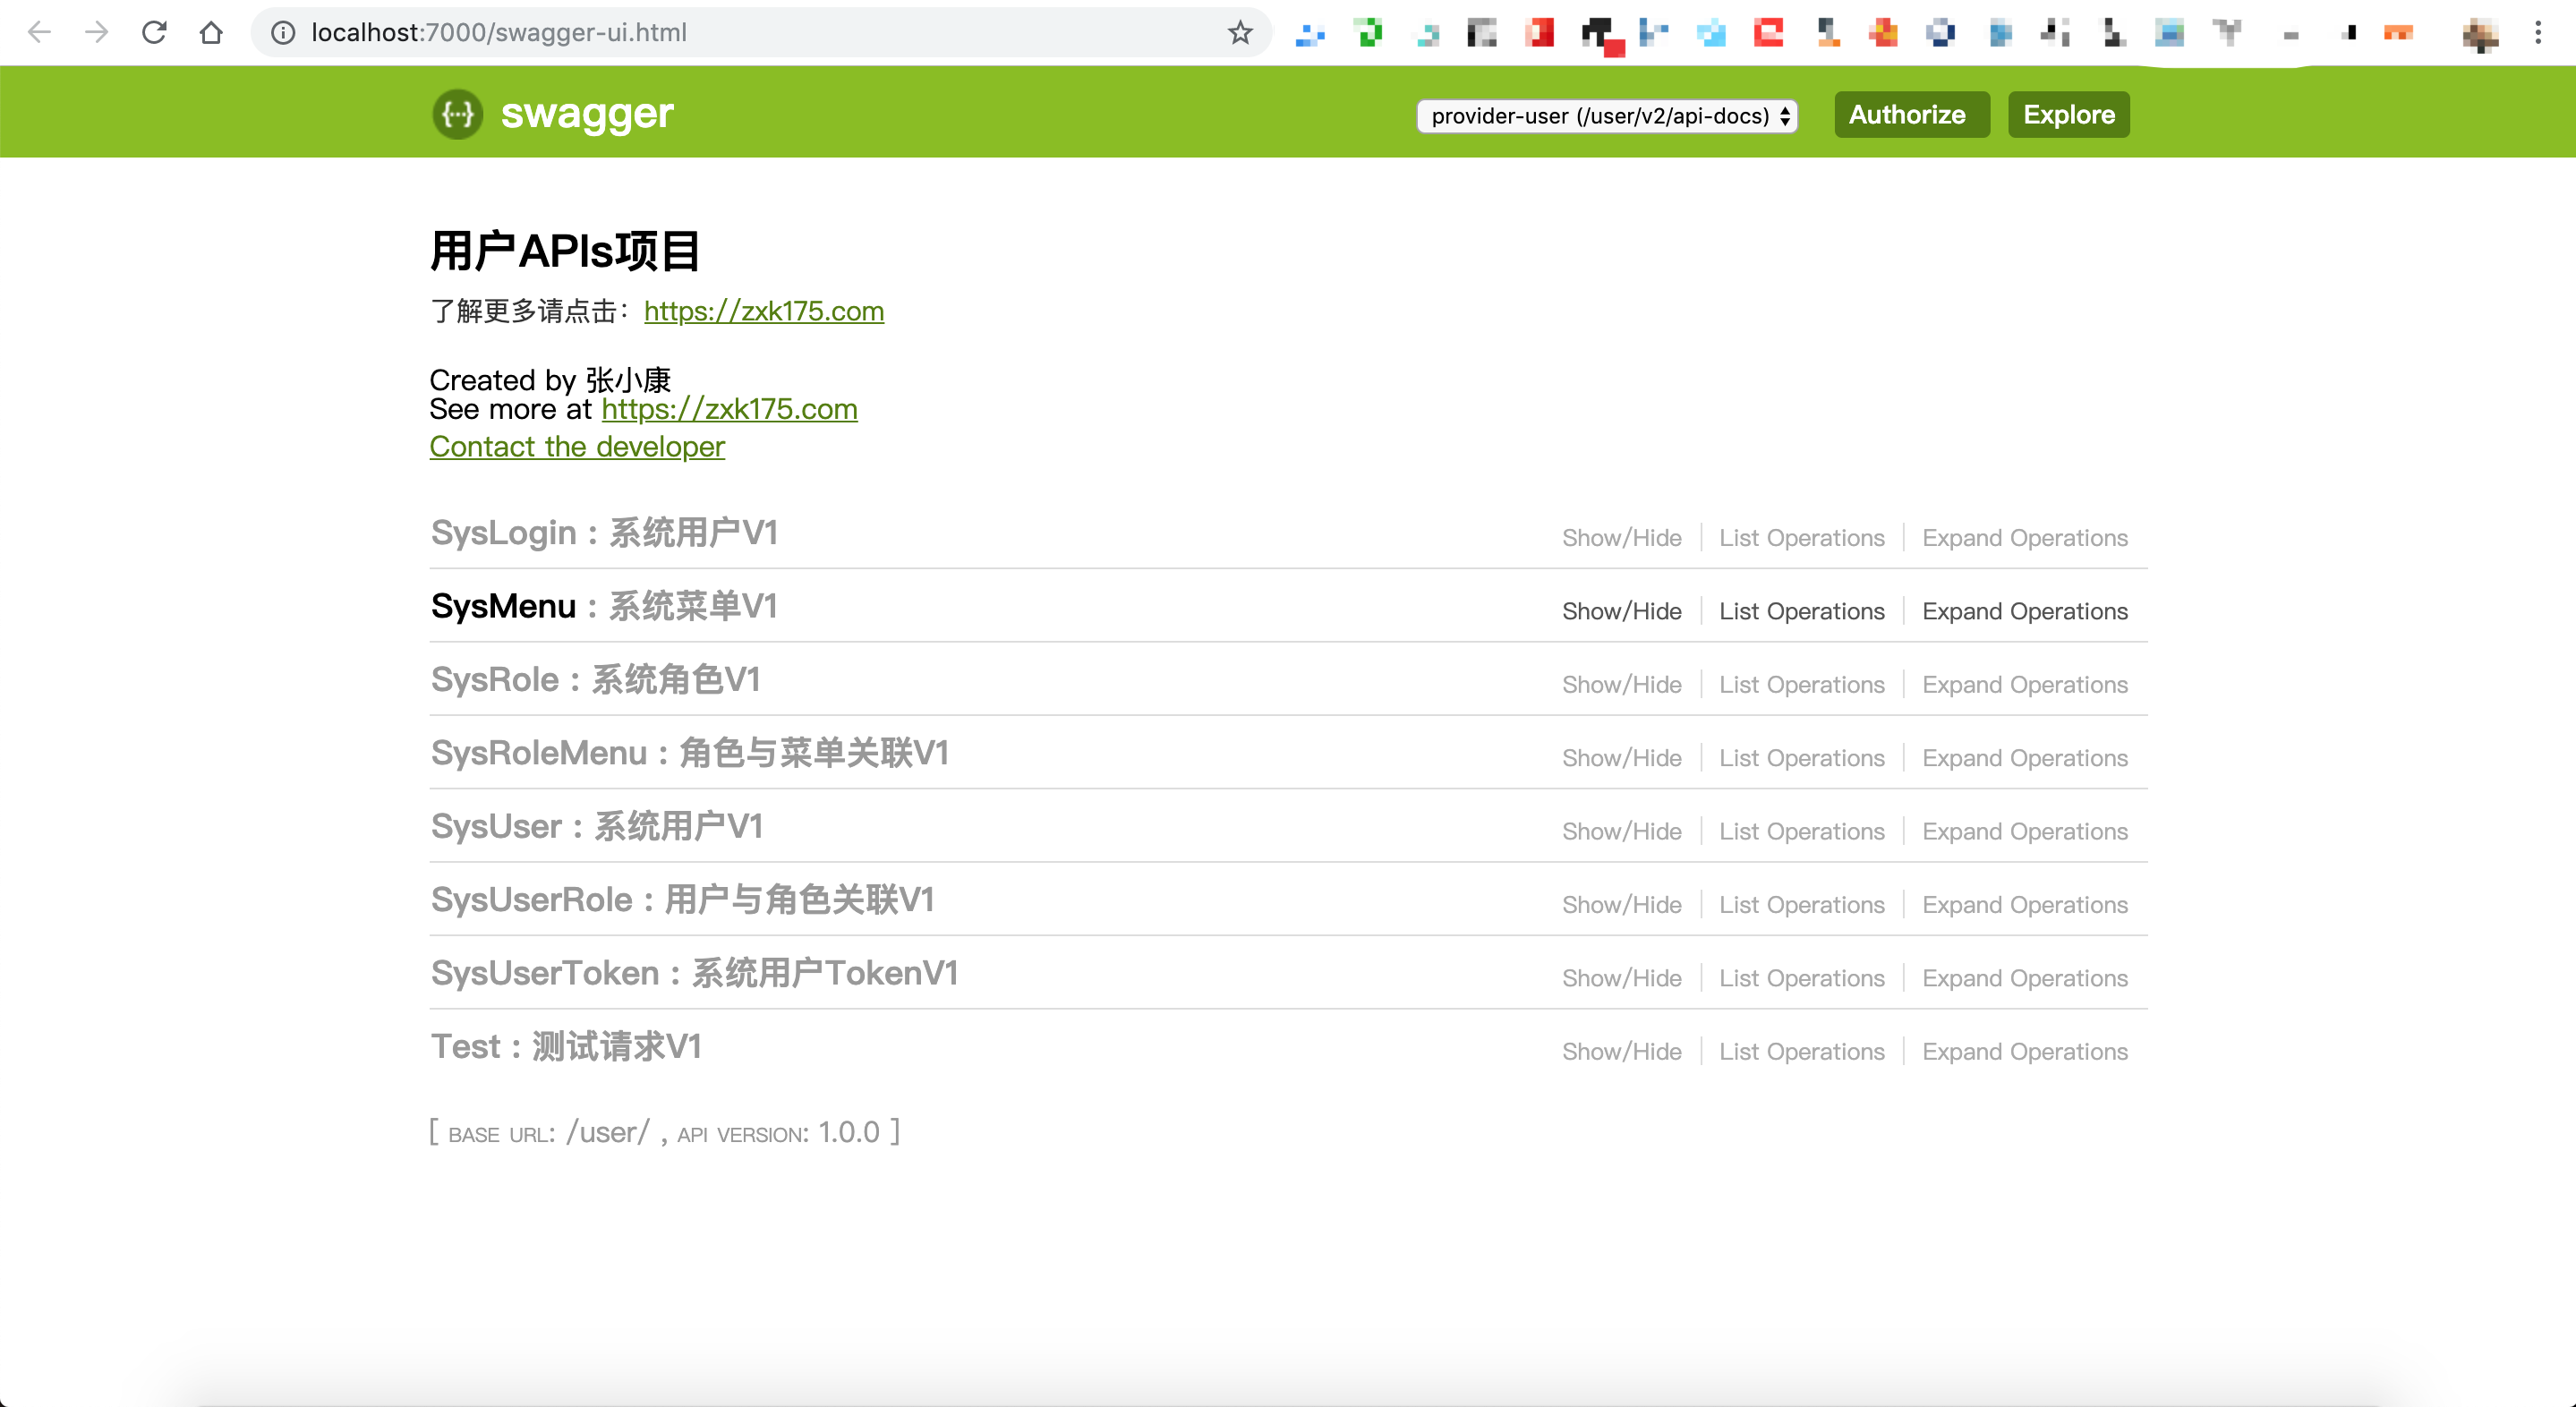 localhost:7000/swagger-ui.html
{···} swagger
provider-user (/user/v2/api-docs)
Authorize
Explore
用户APIs项目
了解更多请点击：https://zxk175.com
Created by 张小康
See more at https://zxk175.com
Contact the developer
SysLogin : 系统用户V1 Show/Hide List Operations Expand Operations
SysMenu : 系统菜单V1 Show/Hide List Operations Expand Operations
SysRole : 系统角色V1 Show/Hide List Operations Expand Operations
SysRoleMenu : 角色与菜单关联V1 Show/Hide List Operations Expand Operations
SysUser : 系统用户V1 Show/Hide List Operations Expand Operations
SysUserRole : 用户与角色关联V1 Show/Hide List Operations Expand Operations
SysUserToken : 系统用户TokenV1 Show/Hide List Operations Expand Operations
Test : 测试请求V1 Show/Hide List Operations Expand Operations
[ BASE URL: /user/ , API VERSION: 1.0.0 ]